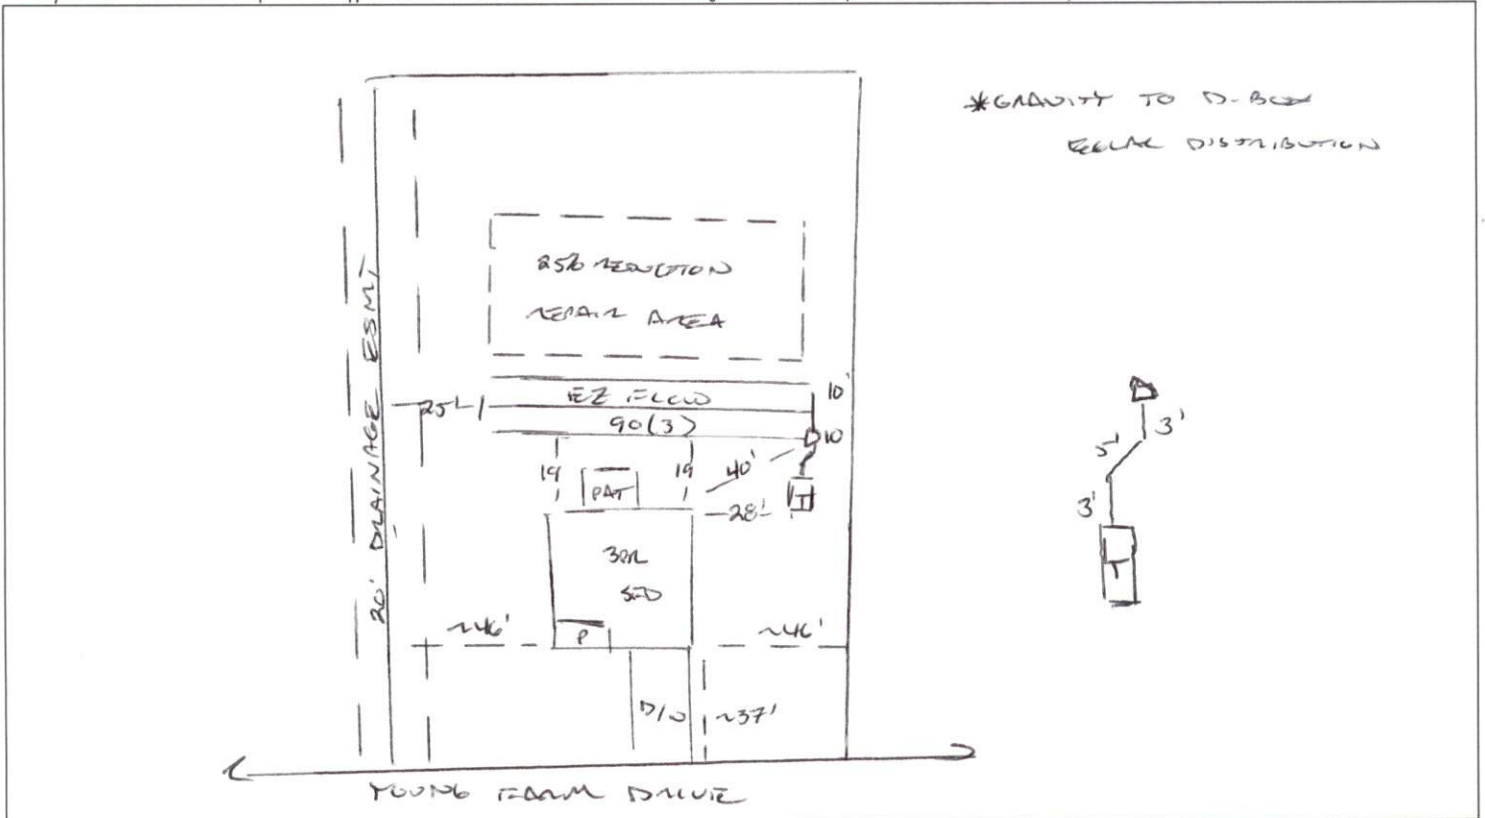 *GRAVITY TO D-BOX
EQUAL DISTRIBUTION
25% REDUCTION
REPAIR AREA
20' DRAINAGE ESMT
EZ FLOW
10'
25'
90(3)
10
3'
5'
19
19
40'
PAT
T
28'
3'
3BR
SFD
T
~46'
~46'
P
D/W
~37'
YOUNG FARM DRIVE